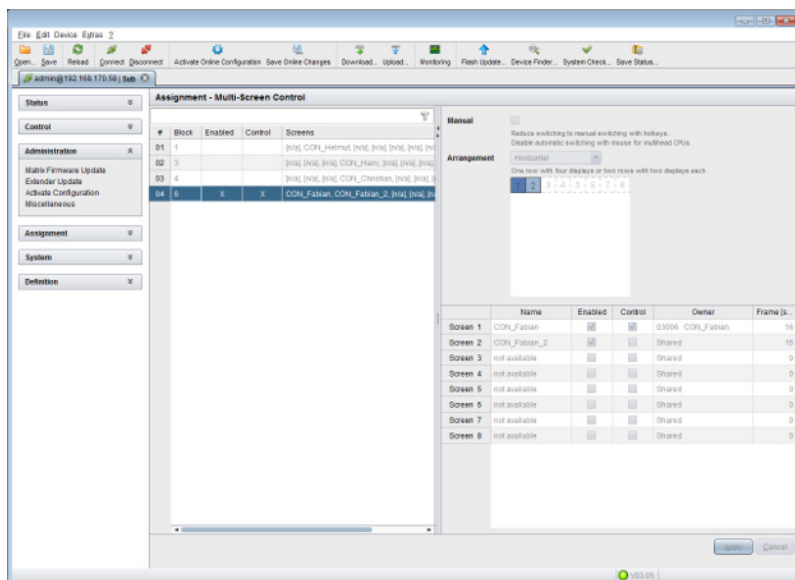 File Edit Device Extras ?
Open... Save Reload Connect Disconnect Activate Online Configuration Save Online Changes Download... Upload... Monitoring Flash Update... Device Finder... System Check... Save Status...
admin@192.168.170.58 | Sub
Status
Control
Administration
Matrix Firmware Update
Extender Update
Activate Configuration
Miscellaneous
Assignment
System
Definition
Assignment - Multi-Screen Control
# Block Enabled Control Screens
01 1 [n/a], CON_Helmut, [n/a], [n/a], [n/a], [n/a], [n/
02 3 [n/a], [n/a], [n/a], CON_Harry, [n/a], [n/a],
03 4 [n/a], [n/a], [n/a], CON_Christian, [n/a], [n/a],
04 6 X X CON_Fabian, CON_Fabian_2, [n/a], [n/a], [n/
Manual
Reduce switching to manual switching with hotkeys.
Disable automatic switching with mouse for multihead CPUs
Arrangement Horizontal
One row with four displays or two rows with two displays each
1 2 3 4 5 6 7 8
Name Enabled Control Owner Frame [s...
Screen 1 CON_Fabian 03006 CON_Fabian 16
Screen 2 CON_Fabian_2 Shared 16
Screen 3 not available Shared 0
Screen 4 not available Shared 0
Screen 5 not available Shared 0
Screen 6 not available Shared 0
Screen 7 not available Shared 0
Screen 8 not available Shared 0
Apply Cancel
V03.05